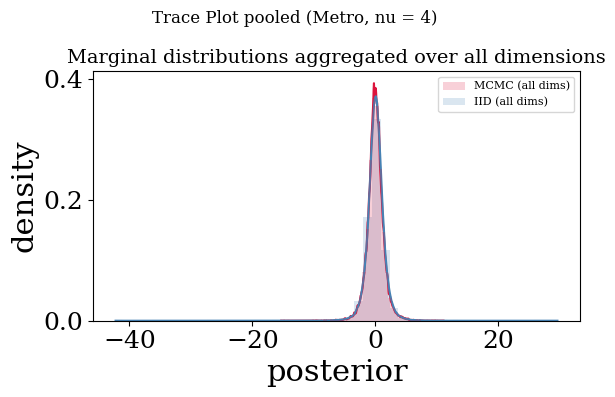 Trace Plot pooled (Metro, nu = 4)
Marginal distributions aggregated over all dimensions
MCMC (all dims)
IID (all dims)
density
0.4
0.2
0.0
−40
−20
0
20
posterior